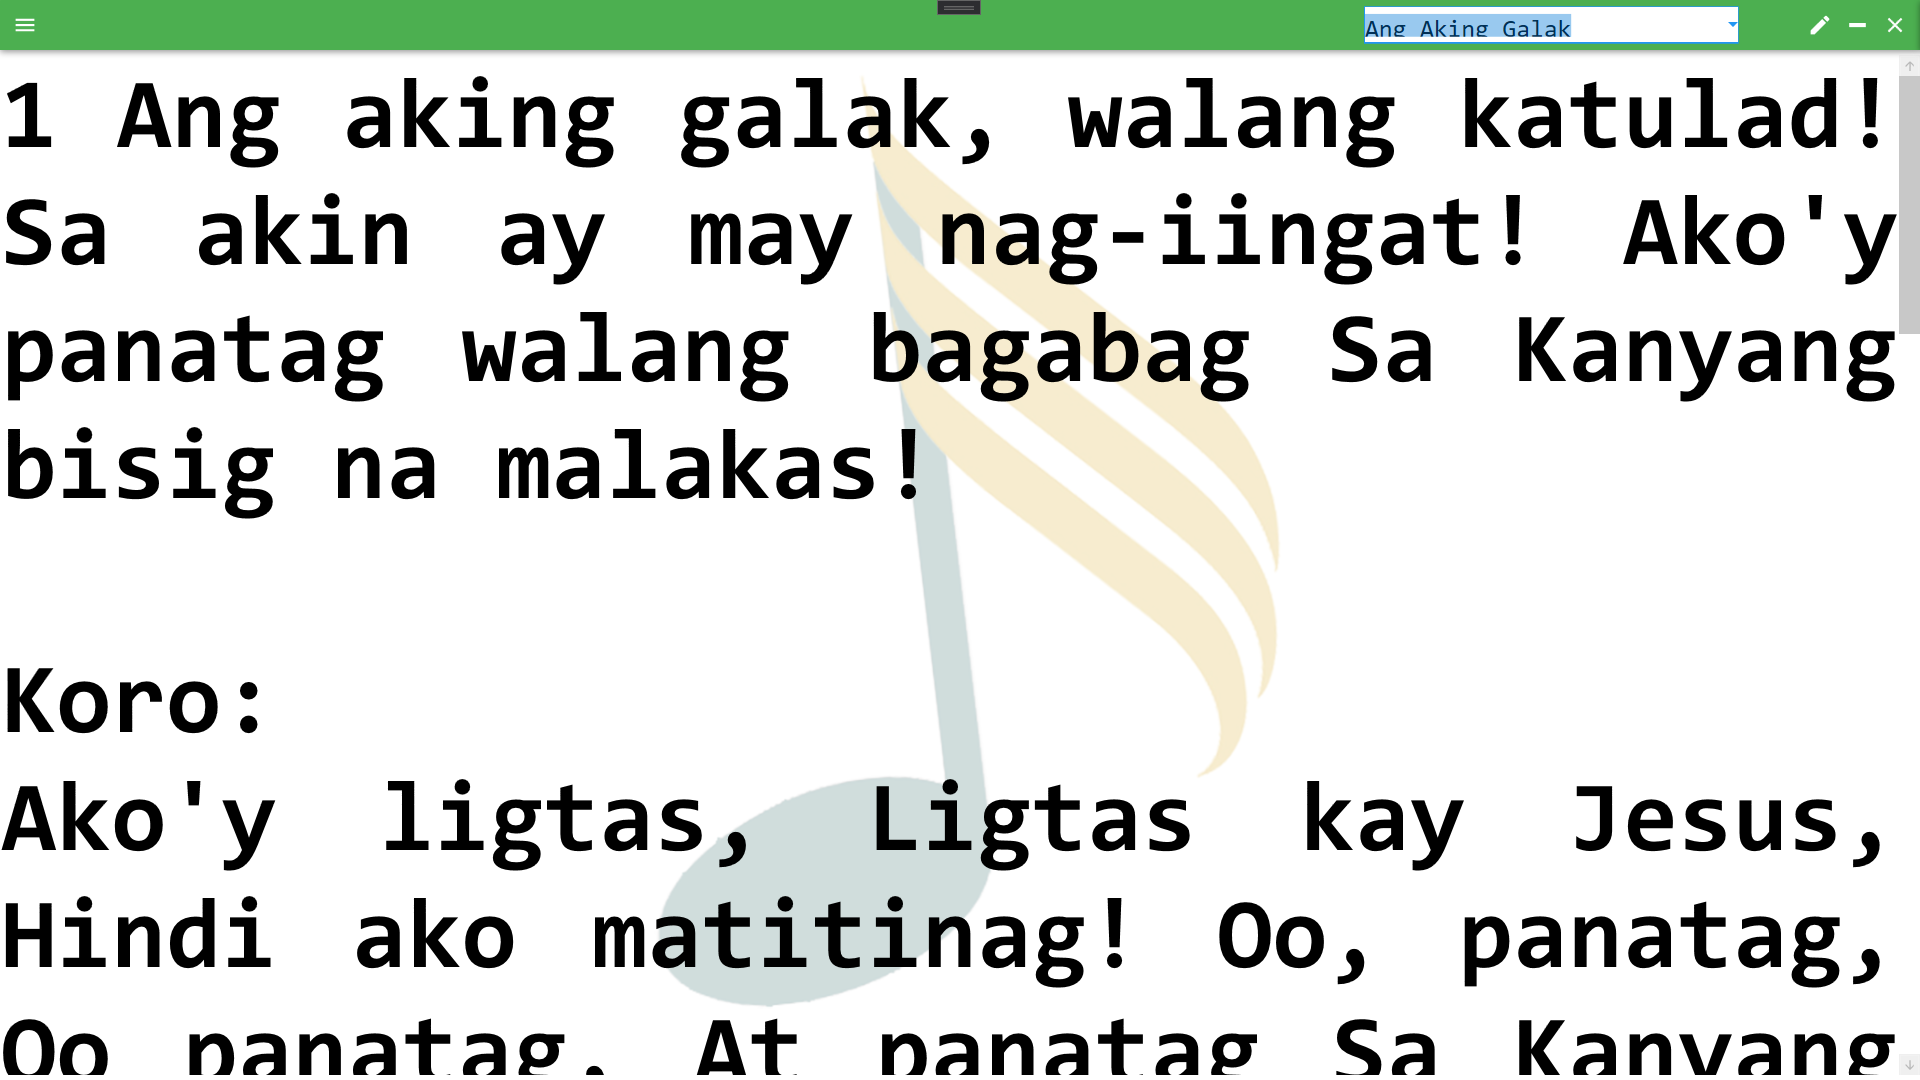 Ang Aking Galak
1 Ang aking galak, walang katulad!
Sa akin ay may nag-iingat! Ako'y
panatag walang bagabag Sa Kanyang
bisig na malakas!
Koro:
Ako'y ligtas, Ligtas kay Jesus,
Hindi ako matitinag! Oo, panatag,
Oo panatag, At panatag Sa Kanyang